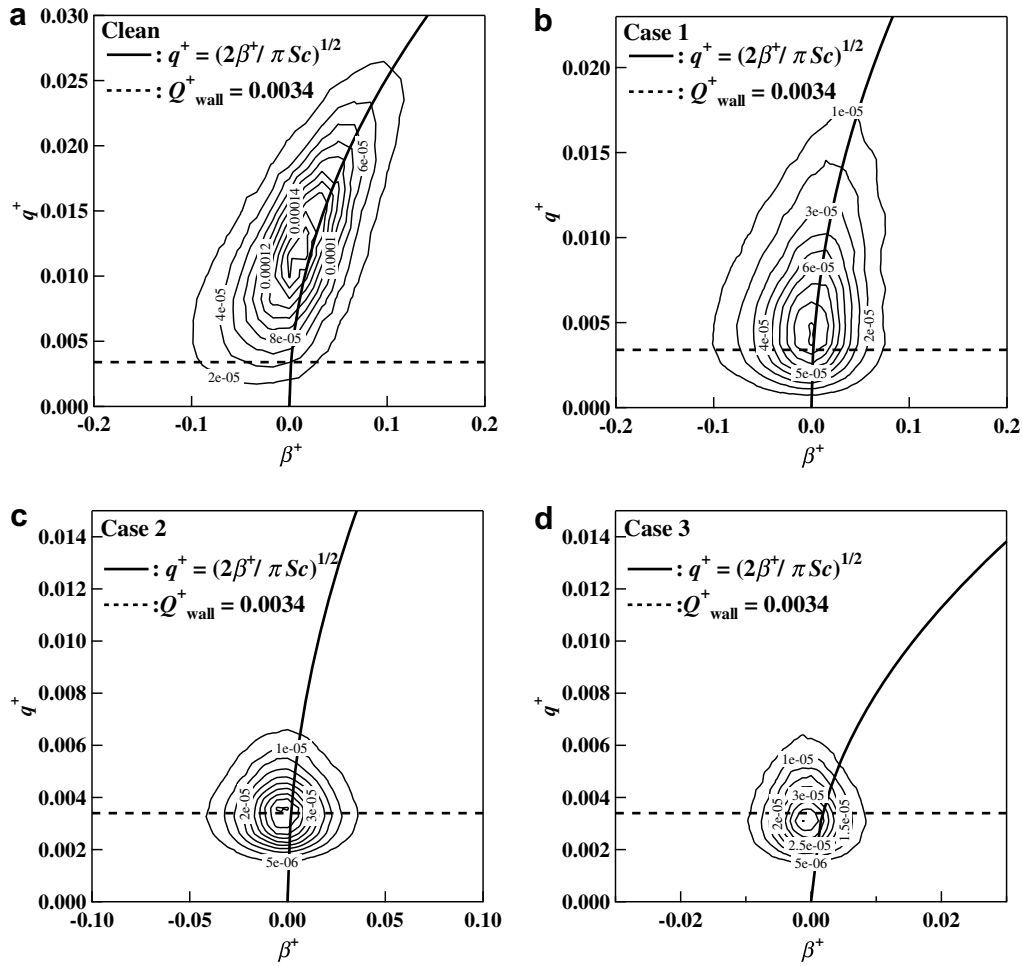 a
Clean
: q⁺ = (2β⁺/ π Sc)^1/2
: Q⁺wall = 0.0034
0.030
0.025
0.020
0.015
0.010
0.005
0.000
q⁺
6e-05
0.00014
0.00012
0.0001
4e-05
8e-05
2e-05
-0.2
-0.1
0.0
0.1
0.2
β⁺
b
Case 1
: q⁺ = (2β⁺/ π Sc)^1/2
: Q⁺wall = 0.0034
0.020
0.015
0.010
0.005
0.000
q⁺
1e-05
3e-05
6e-05
4e-05
2e-05
5e-05
-0.2
-0.1
0.0
0.1
0.2
β⁺
c
Case 2
: q⁺ = (2β⁺/ π Sc)^1/2
:Q⁺wall = 0.0034
0.014
0.012
0.010
0.008
0.006
0.004
0.002
0.000
q⁺
1e-05
2e-05
3e-05
5e-06
-0.10
-0.05
0.00
0.05
0.10
β⁺
d
Case 3
: q⁺ = (2β⁺/ π Sc)^1/2
:Q⁺wall = 0.0034
0.014
0.012
0.010
0.008
0.006
0.004
0.002
0.000
q⁺
1e-05
3e-05
2e-05
1.5e-05
2.5e-05
5e-06
-0.02
0.00
0.02
β⁺